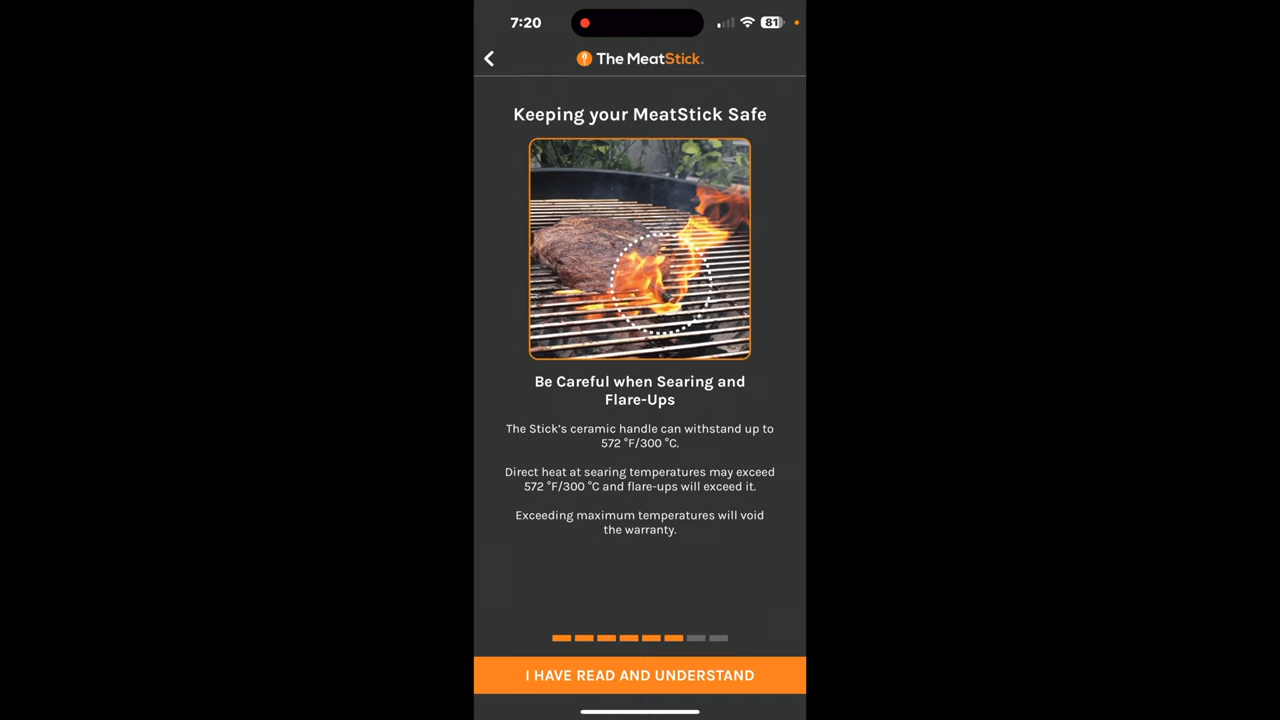 7:20
81
The MeatStick.
Keeping your MeatStick Safe
Be Careful when Searing and
Flare-Ups
The Stick's ceramic handle can withstand up to
572 °F/300 °C.
Direct heat at searing temperatures may exceed
572 °F/300 °C and flare-ups will exceed it.
Exceeding maximum temperatures will void
the warranty.
I HAVE READ AND UNDERSTAND